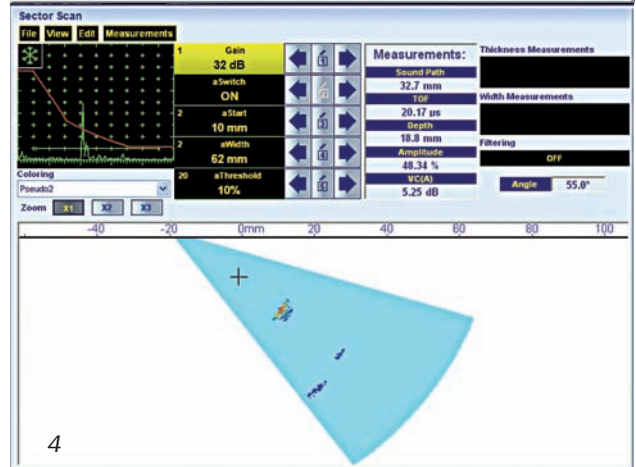 Sector Scan
File View Edit Measurements
1 Gain
32 dB
aSwitch
ON
2 aStart
10 mm
2 aWidth
62 mm
20 aThreshold
10%
Measurements:
Sound Path
32.7 mm
TOF
20.17 µs
Depth
18.8 mm
Amplitude
48.34 %
VC(A)
5.25 dB
Thickness Measurements
Width Measurements
Filtering
OFF
Angle 55.0°
Coloring
Pseudo2
Zoom X1 X2 X3
-40 -20 0mm 20 40 60 80 100
4